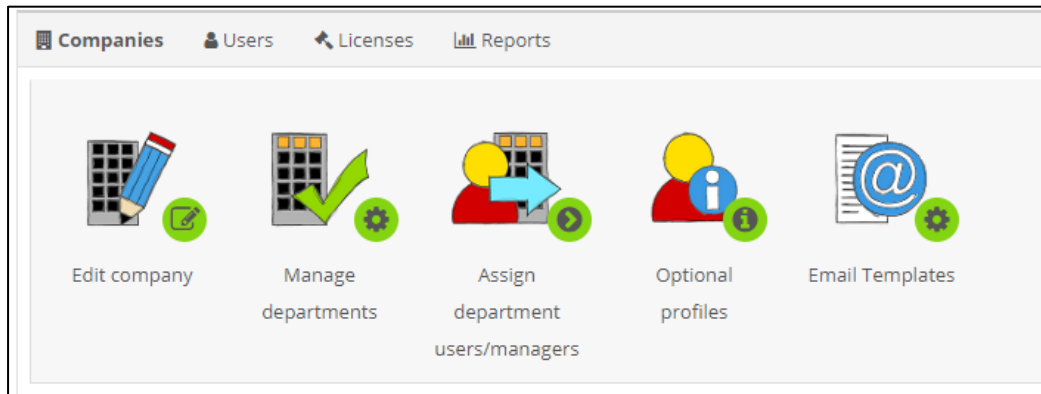 Companies Users Licenses Reports
Edit company
Manage
departments
Assign
department
users/managers
Optional
profiles
Email Templates